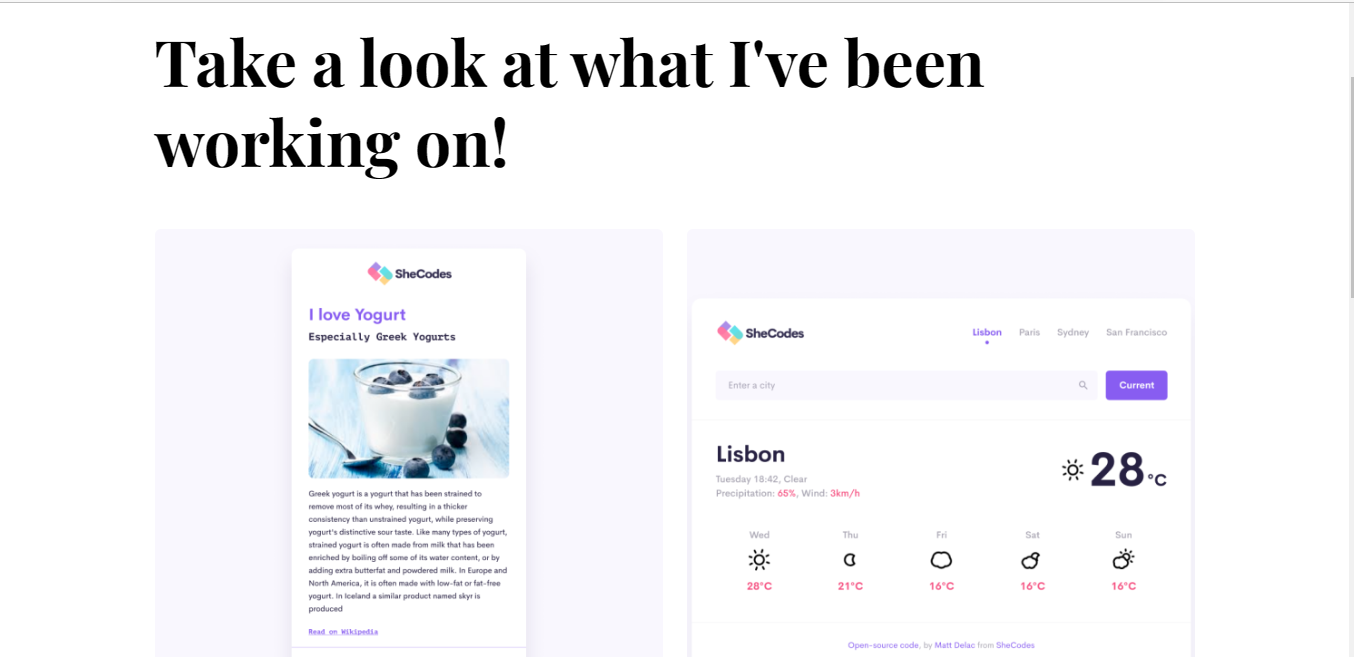 Take a look at what I've been
working on!
SheCodes
I love Yogurt
Especially Greek Yogurts
Greek yogurt is a yogurt that has been strained to
remove most of its whey, resulting in a thicker
consistency than unstrained yogurt, while preserving
yogurt's distinctive sour taste. Like many types of yogurt,
strained yogurt is often made from milk that has been
enriched by boiling off some of its water content, or by
adding extra butterfat and powdered milk. In Europe and
North America, it is often made with low-fat or fat-free
yogurt. In Iceland a similar product named skyr is
produced
Read on Wikipedia
SheCodes
Lisbon Paris Sydney San Francisco
Enter a city
Current
Lisbon
Tuesday 18:42, Clear
Precipitation: 65%, Wind: 3km/h
28°C
Wed Thu Fri Sat Sun
28°C 21°C 16°C 16°C 16°C
Open-source code, by Matt Delac from SheCodes